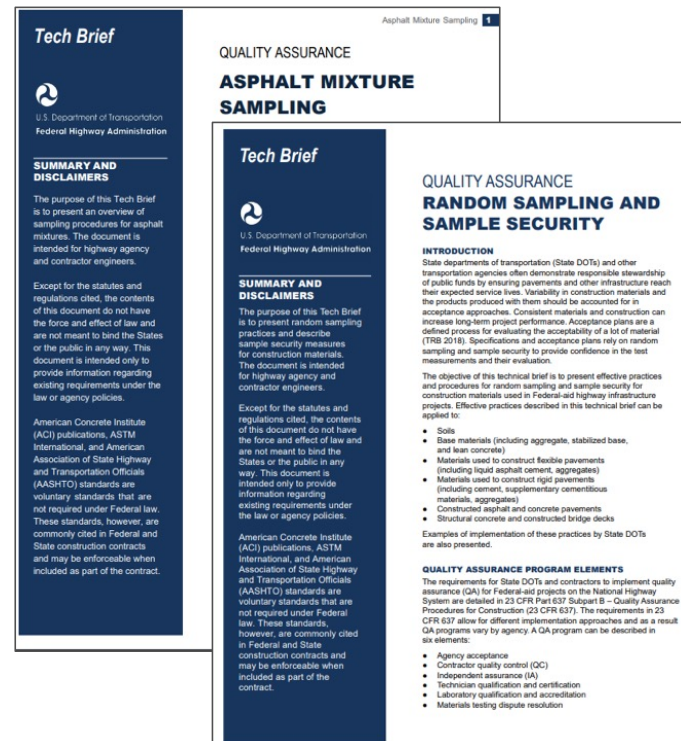 Asphalt Mixture Sampling 1
Tech Brief
U.S. Department of Transportation
Federal Highway Administration
SUMMARY AND
DISCLAIMERS
The purpose of this Tech Brief
is to present an overview of
sampling procedures for asphalt
mixtures. The document is
intended for highway agency
and contractor engineers.
Except for the statutes and
regulations cited, the contents
of this document do not have
the force and effect of law and
are not meant to bind the States
or the public in any way. This
document is intended only to
provide information regarding
existing requirements under the
law or agency policies.
American Concrete Institute
(ACI) publications, ASTM
International, and American
Association of State Highway
and Transportation Officials
(AASHTO) standards are
voluntary standards that are
not required under Federal law.
These standards, however, are
commonly cited in Federal and
State construction contracts
and may be enforceable when
included as part of the contract.
QUALITY ASSURANCE
ASPHALT MIXTURE
SAMPLING
Tech Brief
U.S. Department of Transportation
Federal Highway Administration
SUMMARY AND
DISCLAIMERS
The purpose of this Tech Brief
is to present random sampling
practices and describe
sample security measures
for construction materials.
The document is intended
for highway agency and
contractor engineers.
Except for the statutes and
regulations cited, the contents
of this document do not have
the force and effect of law and
are not meant to bind the
States or the public in any
way. This document is
intended only to provide
information regarding
existing requirements under
the law or agency policies.
American Concrete Institute
(ACI) publications, ASTM
International, and American
Association of State Highway
and Transportation Officials
(AASHTO) standards are
voluntary standards that are
not required under Federal
law. These standards,
however, are commonly cited
in Federal and State
construction contracts and
may be enforceable when
included as part of the
contract.
QUALITY ASSURANCE
RANDOM SAMPLING AND
SAMPLE SECURITY
INTRODUCTION
State departments of transportation (State DOTs) and other
transportation agencies often demonstrate responsible stewardship
of public funds by ensuring pavements and other infrastructure reach
their expected service lives. Variability in construction materials and
the products produced with them should be accounted for in
acceptance approaches. Consistent materials and construction can
increase long-term project performance. Acceptance plans are a
defined process for evaluating the acceptability of a lot of material
(TRB 2018). Specifications and acceptance plans rely on random
sampling and sample security to provide confidence in the test
measurements and their evaluation.
The objective of this technical brief is to present effective practices
and procedures for random sampling and sample security for
construction materials used in Federal-aid highway infrastructure
projects. Effective practices described in this technical brief can be
applied to:
● Soils
● Base materials (including aggregate, stabilized base,
and lean concrete)
● Materials used to construct flexible pavements
(including liquid asphalt cement, aggregates)
● Materials used to construct rigid pavements
(including cement, supplementary cementitious
materials, aggregates)
● Constructed asphalt and concrete pavements
● Structural concrete and constructed bridge decks
Examples of implementation of these practices by State DOTs
are also presented.
QUALITY ASSURANCE PROGRAM ELEMENTS
The requirements for State DOTs and contractors to implement quality
assurance (QA) for Federal-aid projects on the National Highway
System are detailed in 23 CFR Part 637 Subpart B – Quality Assurance
Procedures for Construction (23 CFR 637). The requirements in 23
CFR 637 allow for different implementation approaches and as a result
QA programs vary by agency. A QA program can be described in
six elements:
● Agency acceptance
● Contractor quality control (QC)
● Independent assurance (IA)
● Technician qualification and certification
● Laboratory qualification and accreditation
● Materials testing dispute resolution